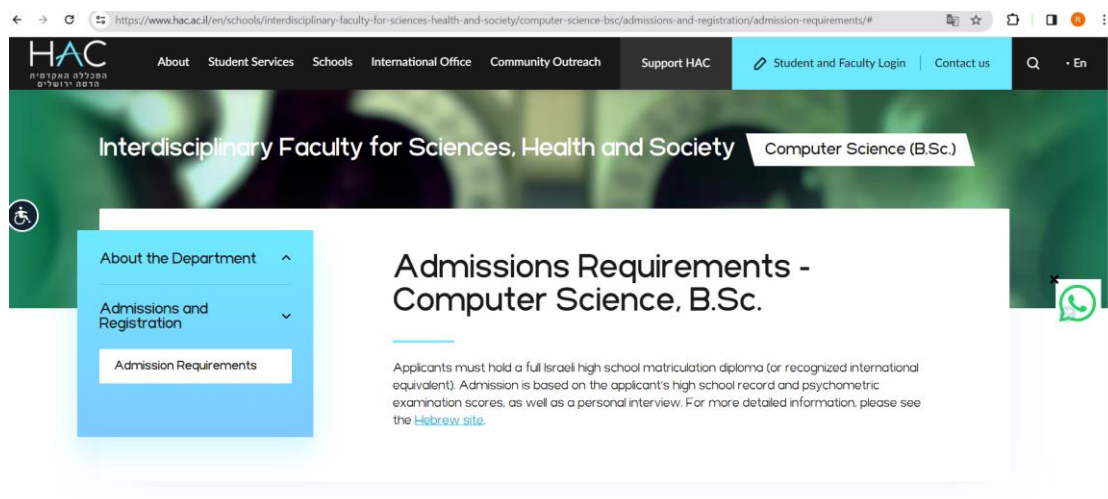 https://www.hac.ac.il/en/schools/interdisciplinary-faculty-for-sciences-health-and-society/computer-science-bsc/admissions-and-registration/admission-requirements/#
HAC
המכללה האקדמית
הדסה ירושלים
About Student Services Schools International Office Community Outreach Support HAC Student and Faculty Login Contact us En
Interdisciplinary Faculty for Sciences, Health and Society Computer Science (B.Sc.)
About the Department
Admissions and
Registration
Admission Requirements
Admissions Requirements -
Computer Science, B.Sc.
Applicants must hold a full Israeli high school matriculation diploma (or recognized international
equivalent). Admission is based on the applicant's high school record and psychometric
examination scores, as well as a personal interview. For more detailed information, please see
the Hebrew site.